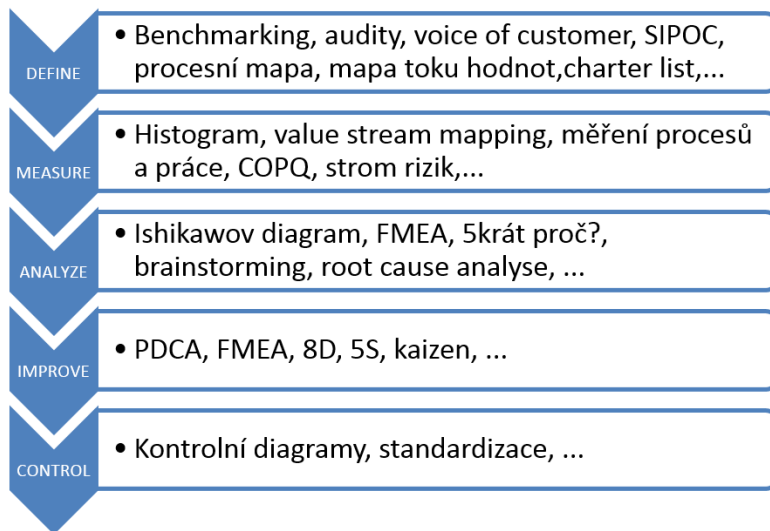 DEFINE
• Benchmarking, audity, voice of customer, SIPOC,
procesní mapa, mapa toku hodnot,charter list,...
MEASURE
• Histogram, value stream mapping, měření procesů
a práce, COPQ, strom rizik,...
ANALYZE
• Ishikawov diagram, FMEA, 5krát proč?,
brainstorming, root cause analyse, ...
IMPROVE
• PDCA, FMEA, 8D, 5S, kaizen, ...
CONTROL
• Kontrolní diagramy, standardizace, ...